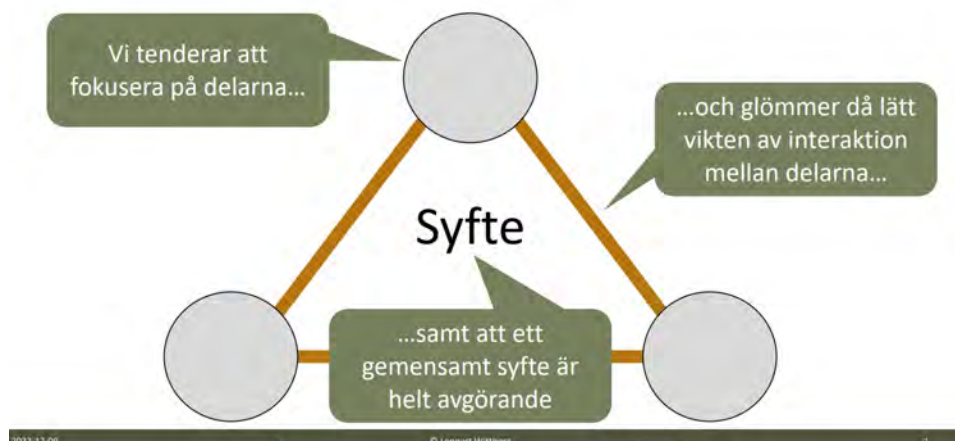 Vi tenderar att
fokusera på delarna...
...och glömmer då lätt
vikten av interaktion
mellan delarna...
Syfte
...samt att ett
gemensamt syfte är
helt avgörande